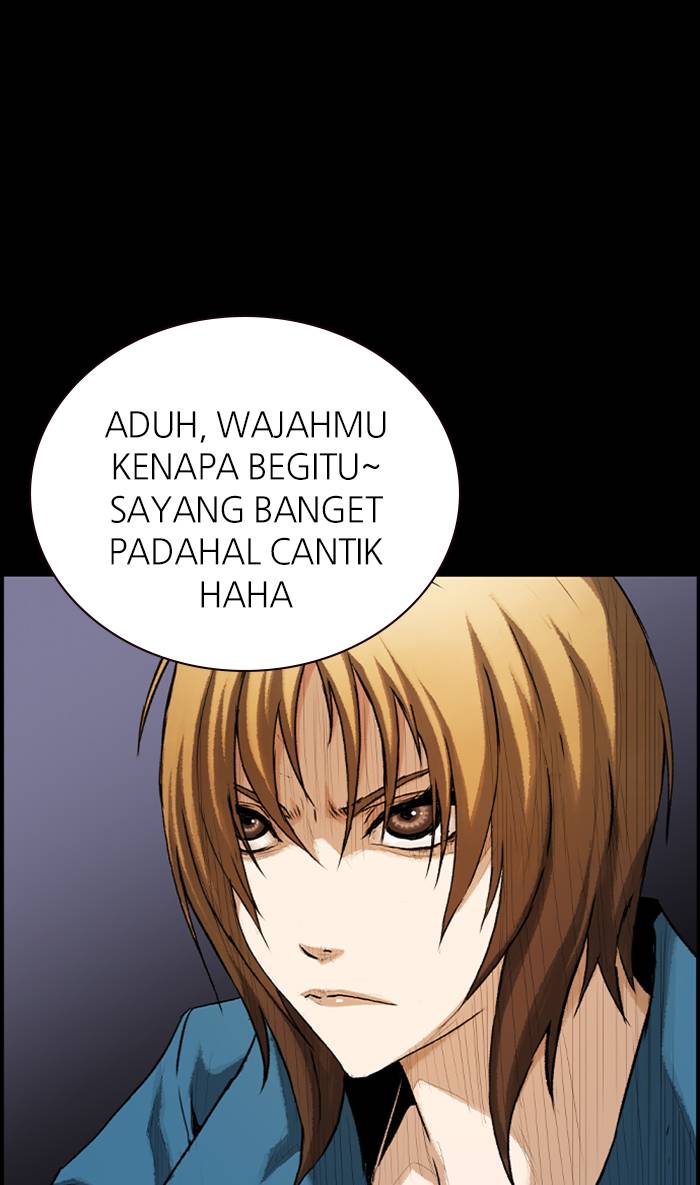 ADUH, WAJAHMU
KENAPA BEGITU~
SAYANG BANGET
PADAHAL CANTIK
HAHA